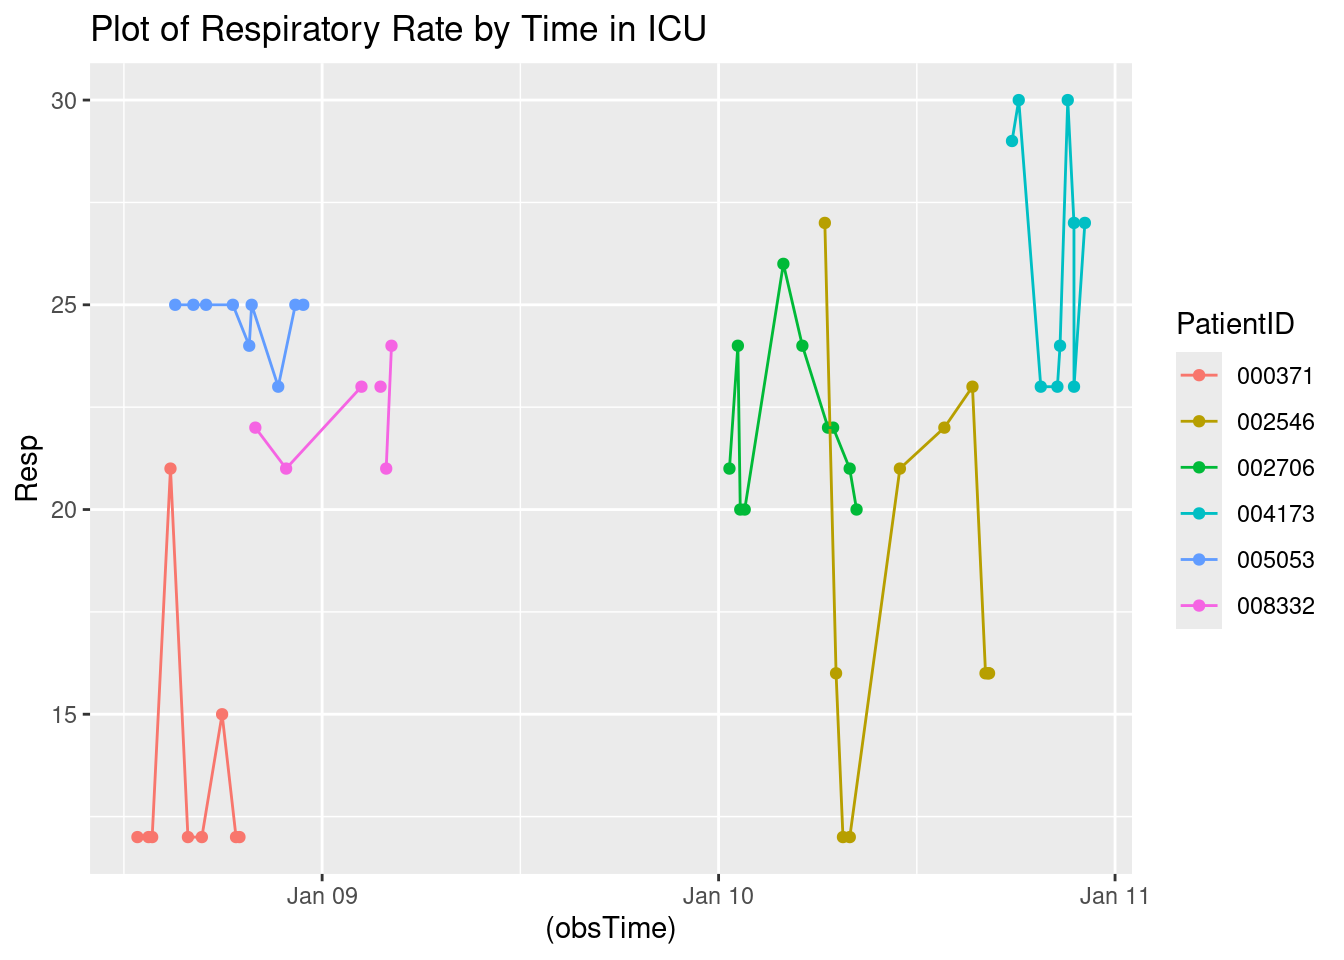 Plot of Respiratory Rate by Time in ICU
30
25
20
15
Resp
Jan 09
Jan 10
Jan 11
(obsTime)
PatientID
000371
002546
002706
004173
005053
008332